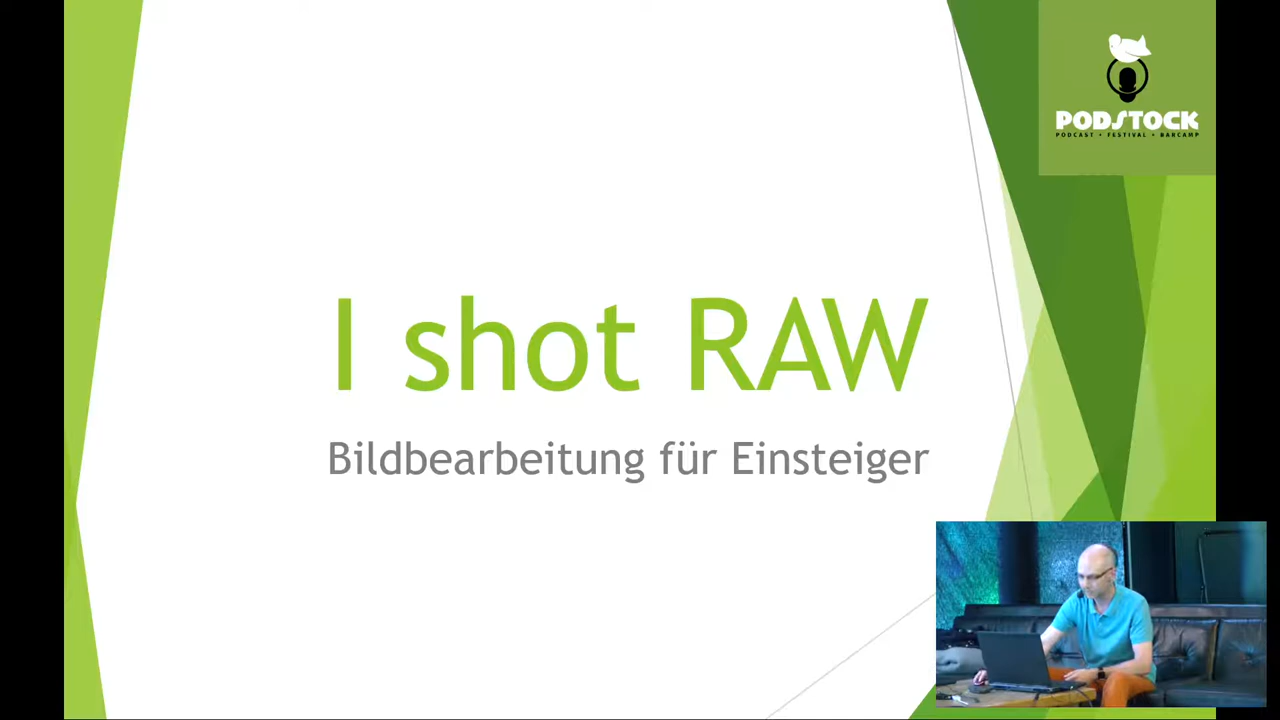 PODSTOCK
PODCAST • FESTIVAL • BARCAMP
I shot RAW
Bildbearbeitung für Einsteiger